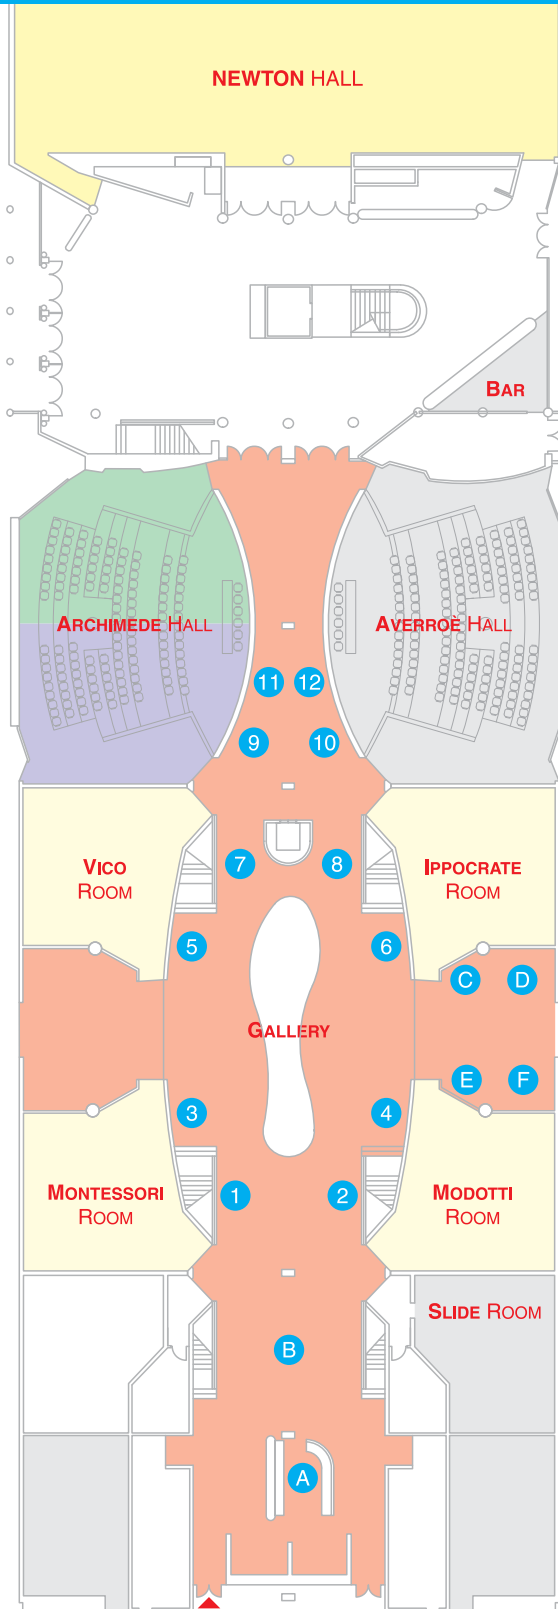 NEWTON HALL
BAR
ARCHIMEDE HALL
AVERROÈ HALL
11 12
9 10
VICO
ROOM
7 8
IPPOCRATE
ROOM
5 6
C D
GALLERY
E F
3 4
MONTESSORI
ROOM
1 2
MODOTTI
ROOM
SLIDE ROOM
B
A